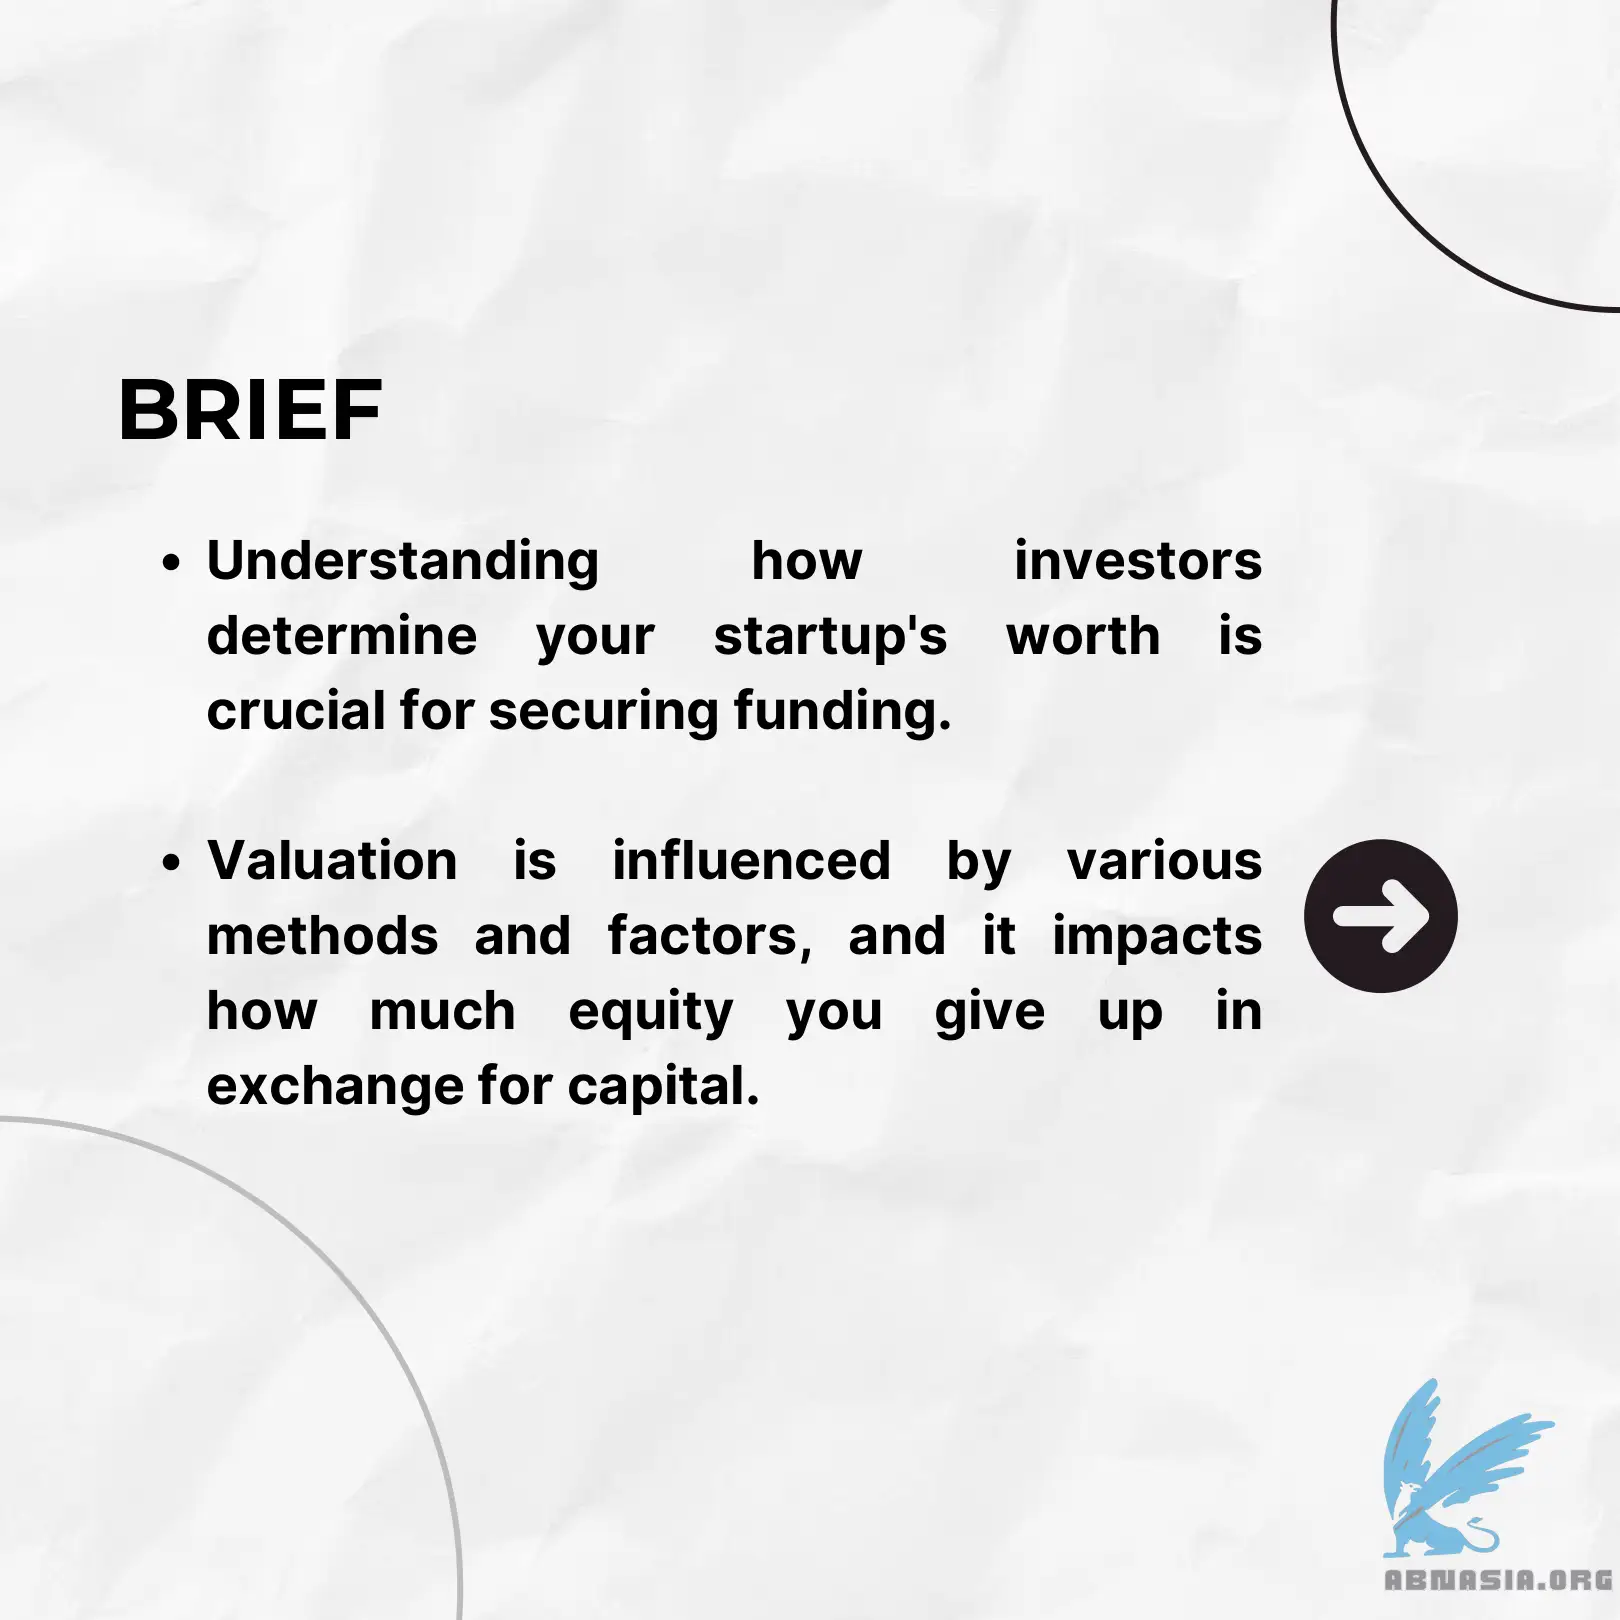 BRIEF
• Understanding how investors
determine your startup's worth is
crucial for securing funding.
• Valuation is influenced by various
methods and factors, and it impacts
how much equity you give up in
exchange for capital.
ABNASIA.ORG